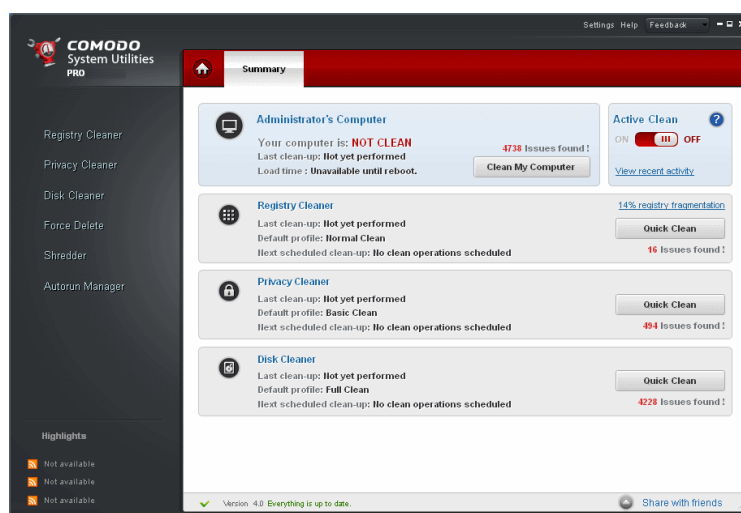 Settings Help Feedback
COMODO
System Utilities
PRO
Summary
Registry Cleaner
Privacy Cleaner
Disk Cleaner
Force Delete
Shredder
Autorun Manager
Administrator's Computer
Your computer is: NOT CLEAN
Last clean-up: Not yet performed
Load time : Unavailable until reboot.
4738 Issues found !
Clean My Computer
Active Clean ?
ON OFF
View recent activity
Registry Cleaner
Last clean-up: Not yet performed
Default profile: Normal Clean
Next scheduled clean-up: No clean operations scheduled
14% registry fragmentation
Quick Clean
16 Issues found !
Privacy Cleaner
Last clean-up: Not yet performed
Default profile: Basic Clean
Next scheduled clean-up: No clean operations scheduled
Quick Clean
494 Issues found !
Disk Cleaner
Last clean-up: Not yet performed
Default profile: Full Clean
Next scheduled clean-up: No clean operations scheduled
Quick Clean
4228 Issues found !
Highlights
Not available
Not available
Not available
Version 4.0 Everything is up to date.
Share with friends